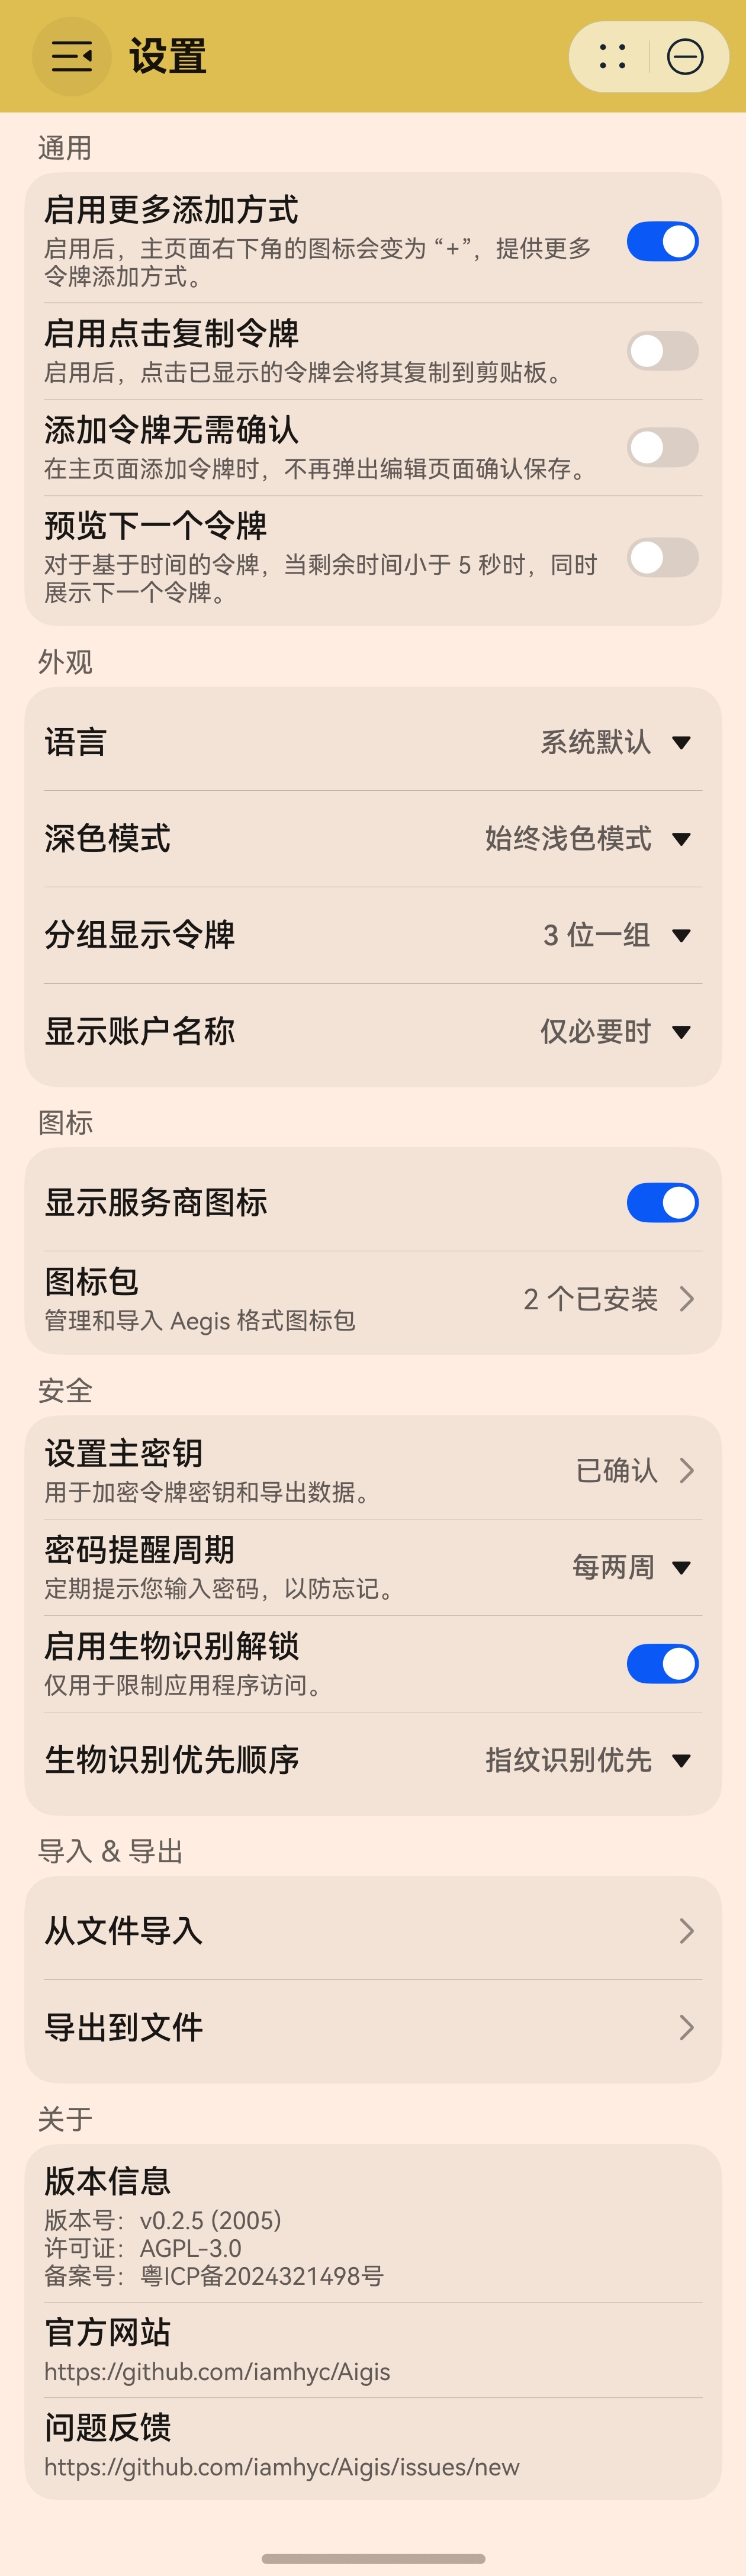 设置
通用
启用更多添加方式
启用后，主页面右下角的图标会变为 “+”，提供更多
令牌添加方式。
启用点击复制令牌
启用后，点击已显示的令牌会将其复制到剪贴板。
添加令牌无需确认
在主页面添加令牌时，不再弹出编辑页面确认保存。
预览下一个令牌
对于基于时间的令牌，当剩余时间小于 5 秒时，同时
展示下一个令牌。
外观
语言 系统默认
深色模式 始终浅色模式
分组显示令牌 3 位一组
显示账户名称 仅必要时
图标
显示服务商图标
图标包 2 个已安装
管理和导入 Aegis 格式图标包
安全
设置主密钥 已确认
用于加密令牌密钥和导出数据。
密码提醒周期 每两周
定期提示您输入密码，以防忘记。
启用生物识别解锁
仅用于限制应用程序访问。
生物识别优先顺序 指纹识别优先
导入 & 导出
从文件导入
导出到文件
关于
版本信息
版本号： v0.2.5 (2005)
许可证： AGPL-3.0
备案号： 粤ICP备2024321498号
官方网站
https://github.com/iamhyc/Aigis
问题反馈
https://github.com/iamhyc/Aigis/issues/new